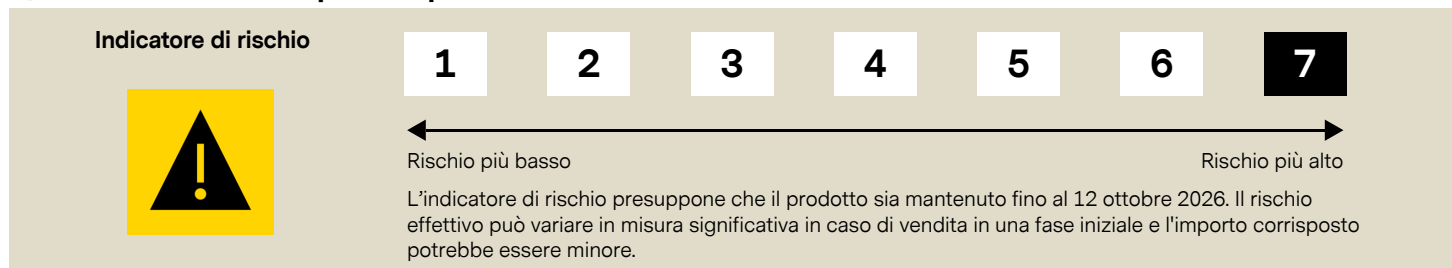 Indicatore di rischio
1 2 3 4 5 6 7
Rischio più basso Rischio più alto
L'indicatore di rischio presuppone che il prodotto sia mantenuto fino al 12 ottobre 2026. Il rischio
effettivo può variare in misura significativa in caso di vendita in una fase iniziale e l'importo corrisposto
potrebbe essere minore.